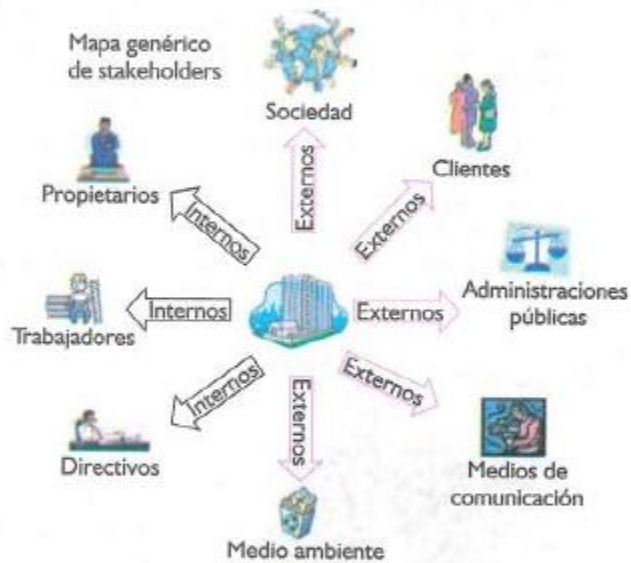 Mapa genérico
de stakeholders
Sociedad
Clientes
Propietarios
Internos
Externos
Externos
Administraciones
públicas
Trabajadores
Internos
Externos
Internos
Externos
Externos
Directivos
Medios de
comunicación
Medio ambiente